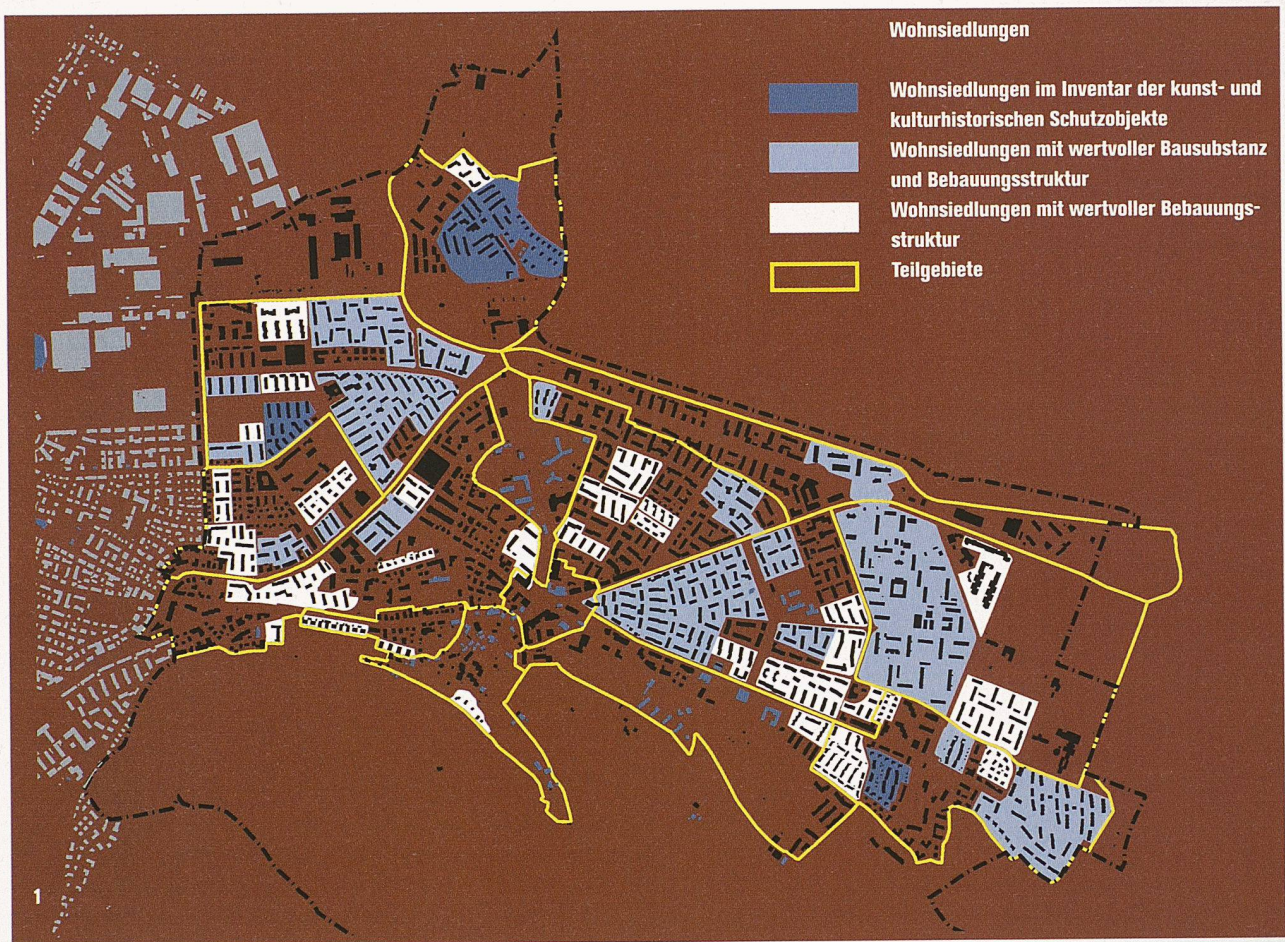 Wohnsiedlungen
Wohnsiedlungen im Inventar der kunst- und
kulturhistorischen Schutzobjekte
Wohnsiedlungen mit wertvoller Bausubstanz
und Bebauungsstruktur
Wohnsiedlungen mit wertvoller Bebauungs-
struktur
Teilgebiete
1